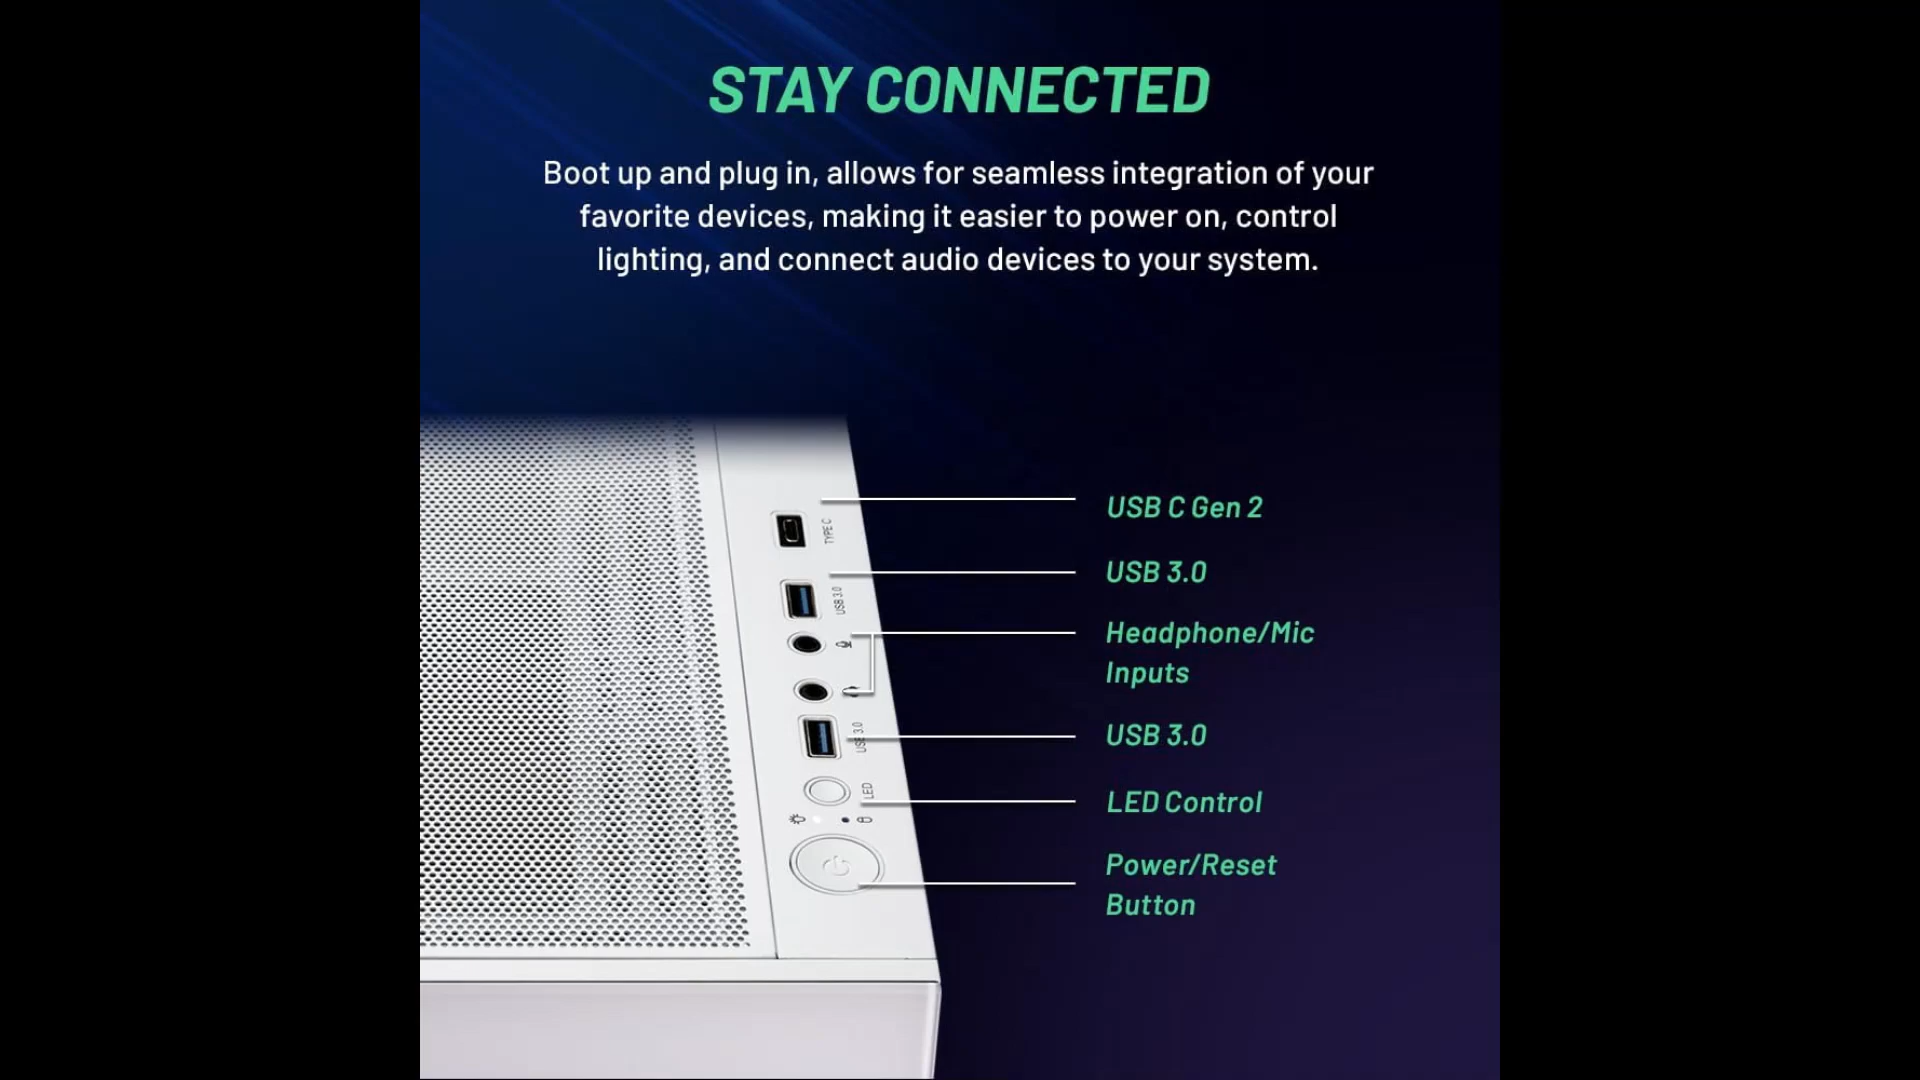 STAY CONNECTED
Boot up and plug in, allows for seamless integration of your
favorite devices, making it easier to power on, control
lighting, and connect audio devices to your system.
USB C Gen 2
TYPE C
USB 3.0
USB 3.0
Headphone/Mic
Inputs
USB 3.0
USB 3.0
LED Control
LED
Power/Reset
Button